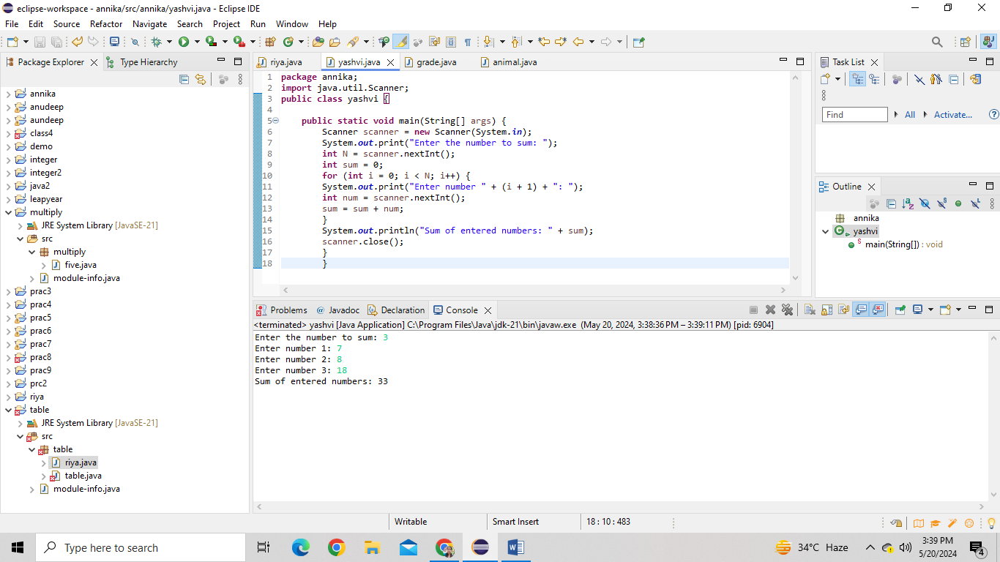 eclipse-workspace - annika/src/annika/yashvi.java - Eclipse IDE
File Edit Source Refactor Navigate Search Project Run Window Help
Package Explorer Type Hierarchy
annika
anudeep
aundeep
class4
demo
integer
integer2
java2
leapyear
multiply
JRE System Library [JavaSE-21]
src
multiply
five.java
module-info.java
prac3
prac4
prac5
prac6
prac7
prac8
prac9
prc2
riya
table
JRE System Library [JavaSE-21]
src
table
riya.java
table.java
module-info.java
riya.java yashvi.java grade.java animal.java
1 package annika;
2 import java.util.Scanner;
3 public class yashvi {
4
5 public static void main(String[] args) {
6 Scanner scanner = new Scanner(System.in);
7 System.out.print("Enter the number to sum: ");
8 int N = scanner.nextInt();
9 int sum = 0;
10 for (int i = 0; i < N; i++) {
11 System.out.print("Enter number " + (i + 1) + ": ");
12 int num = scanner.nextInt();
13 sum = sum + num;
14 }
15 System.out.println("Sum of entered numbers: " + sum);
16 scanner.close();
17 }
18 }
Task List
Find All Activate...
Outline
annika
yashvi
main(String[]) : void
Problems @ Javadoc Declaration Console
<terminated> yashvi [Java Application] C:\Program Files\Java\jdk-21\bin\javaw.exe (May 20, 2024, 3:38:36 PM – 3:39:11 PM) [pid: 6904]
Enter the number to sum: 3
Enter number 1: 7
Enter number 2: 8
Enter number 3: 18
Sum of entered numbers: 33
Writable Smart Insert 18 : 10 : 483
Type here to search
34°C Haze
3:39 PM
5/20/2024
4